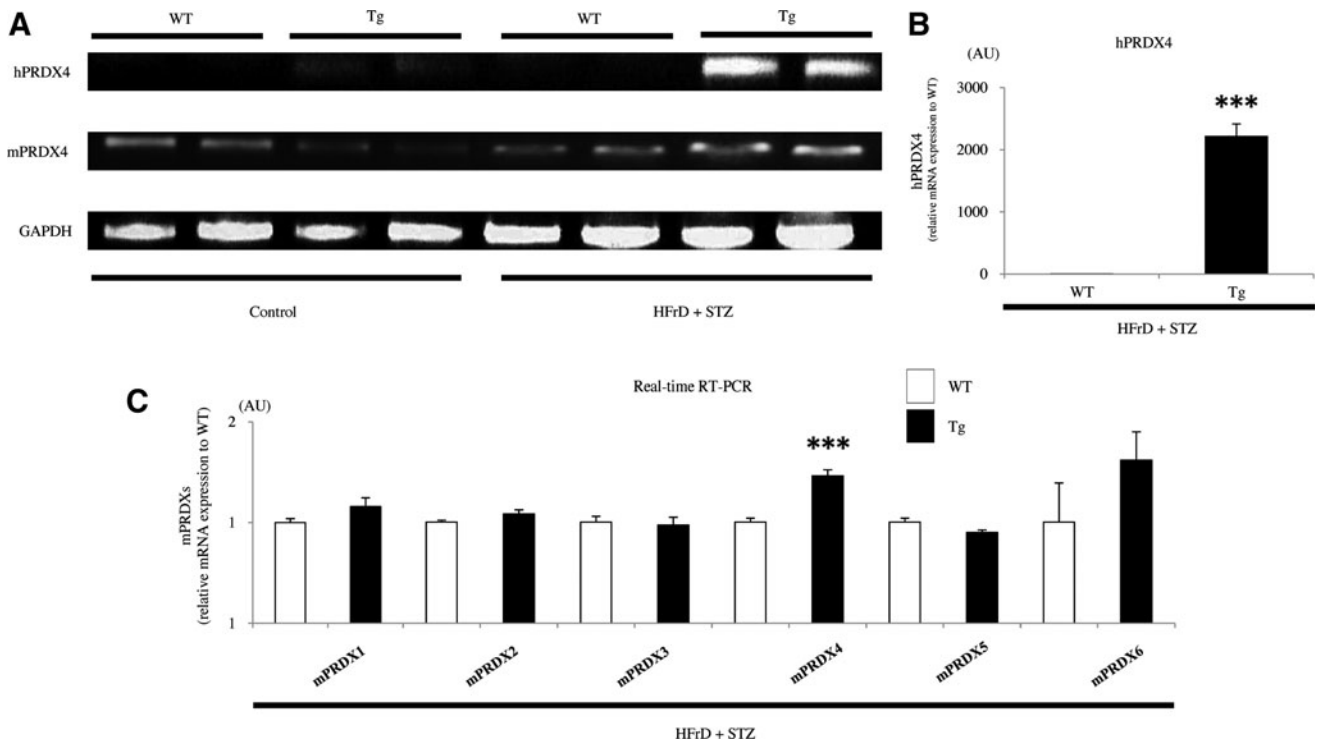 A
WT
Tg
WT
Tg
hPRDX4
mPRDX4
GAPDH
Control
HFrD + STZ
B
hPRDX4
(AU)
hPRDX4
(relative mRNA expression to WT)
3000
2000
1000
0
***
WT
Tg
HFrD + STZ
C
Real-time RT-PCR
WT
Tg
(AU)
mPRDXs
(relative mRNA expression to WT)
2
1
1
***
mPRDX1
mPRDX2
mPRDX3
mPRDX4
mPRDX5
mPRDX6
HFrD + STZ